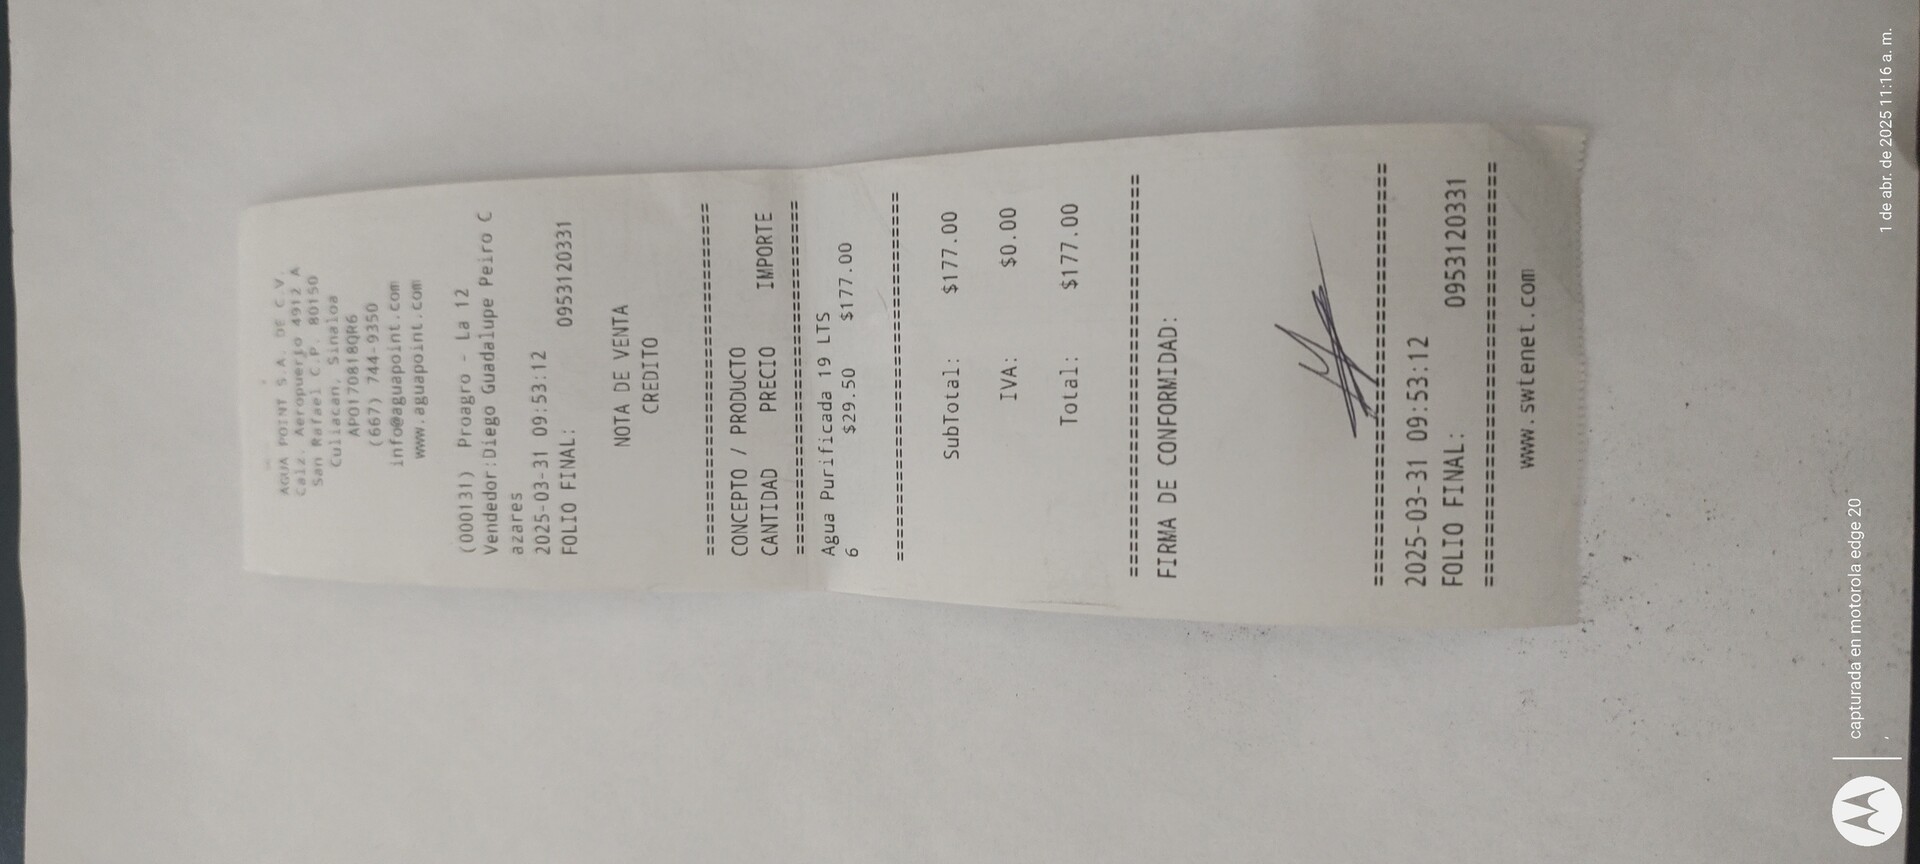 AGUA POINT S.A. DE C.V.
Calz. Aeropuerto 4912 A
San Rafael C.P. 80150
Culiacan, Sinaloa
APO170818QR6
(667) 744-9350
info@aguapoint.com
www.aguapoint.com
(000131) Proagro - La 12
Vendedor:Diego Guadalupe Peiro C
azares
2025-03-31 09:53:12
FOLIO FINAL: 0953120331
NOTA DE VENTA
CREDITO
================================
CONCEPTO / PRODUCTO
CANTIDAD PRECIO IMPORTE
================================
Agua Purificada 19 LTS
6 $29.50 $177.00
================================
SubTotal: $177.00
IVA: $0.00
Total: $177.00
================================
FIRMA DE CONFORMIDAD:
================================
2025-03-31 09:53:12
FOLIO FINAL: 0953120331
================================
www.swtenet.com
capturada en motorola edge 20
1 de abr. de 2025 11:16 a. m.